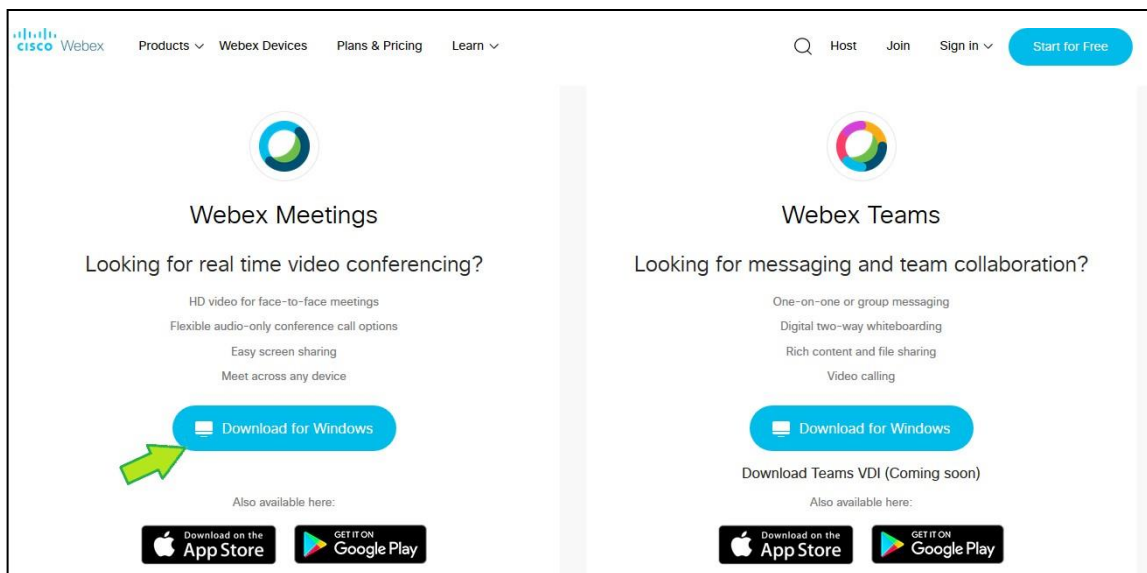 CISCO Webex Products Webex Devices Plans & Pricing Learn Host Join Sign in Start for Free
Webex Meetings
Looking for real time video conferencing?
HD video for face-to-face meetings
Flexible audio-only conference call options
Easy screen sharing
Meet across any device
Download for Windows
Also available here:
Download on the
App Store
GET IT ON
Google Play
Webex Teams
Looking for messaging and team collaboration?
One-on-one or group messaging
Digital two-way whiteboarding
Rich content and file sharing
Video calling
Download for Windows
Download Teams VDI (Coming soon)
Also available here:
Download on the
App Store
GET IT ON
Google Play